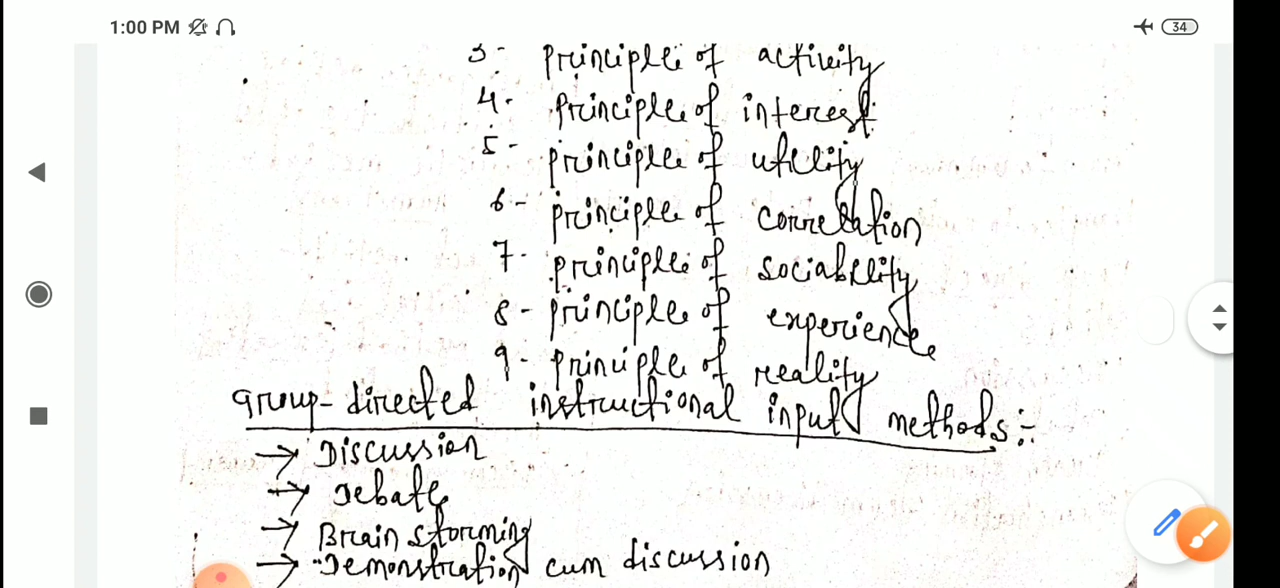 1:00 PM 34
3- principle of activity
4- principle of interest
5- principle of utility
6- principle of correlation
7- principle of sociability
8- principle of experience
9- principle of reality
group-directed instructional input methods:-
→ Discussion
→ Debate
→ Brain storming
→ Demonstration cum discussion